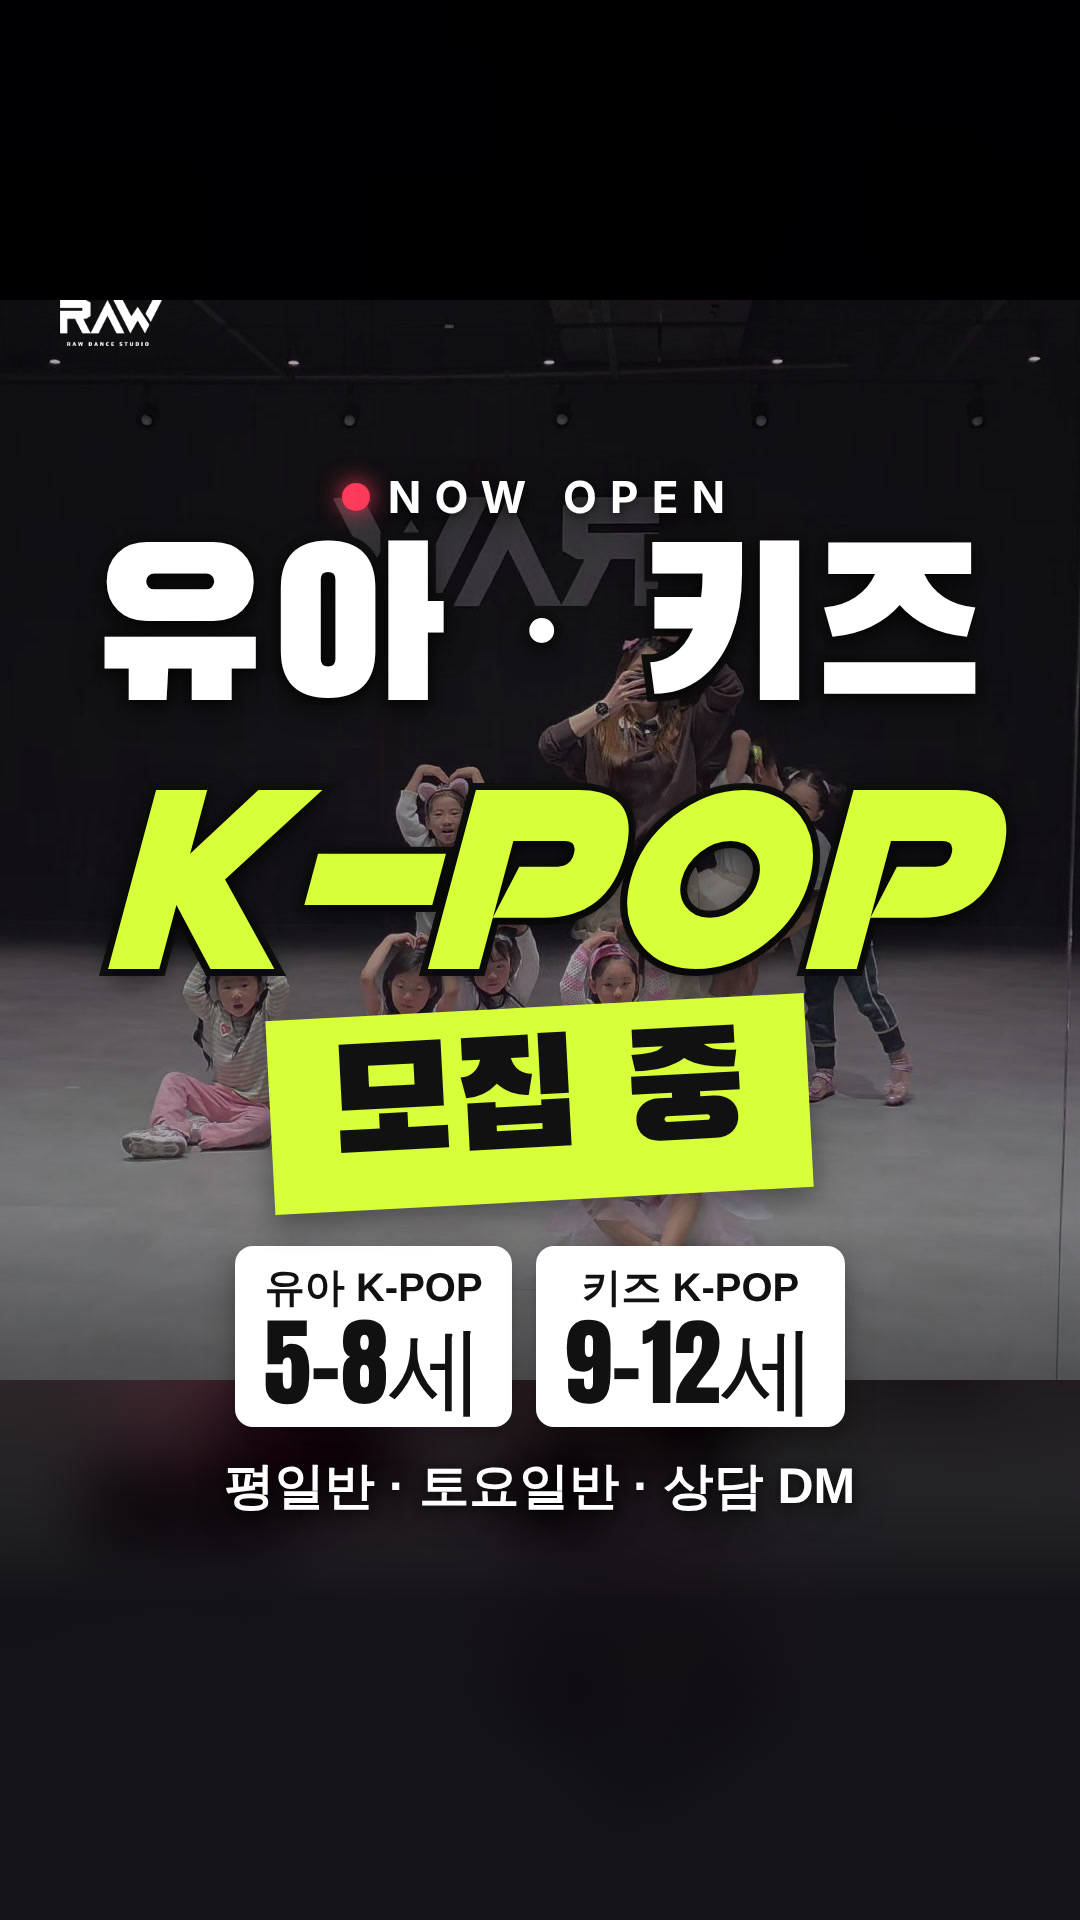 RAW
RAW DANCE STUDIO
NOW OPEN
RAW
유아 · 키즈
K-POP
모집 중
유아 K-POP
5-8세
키즈 K-POP
9-12세
평일반 · 토요일반 · 상담 DM